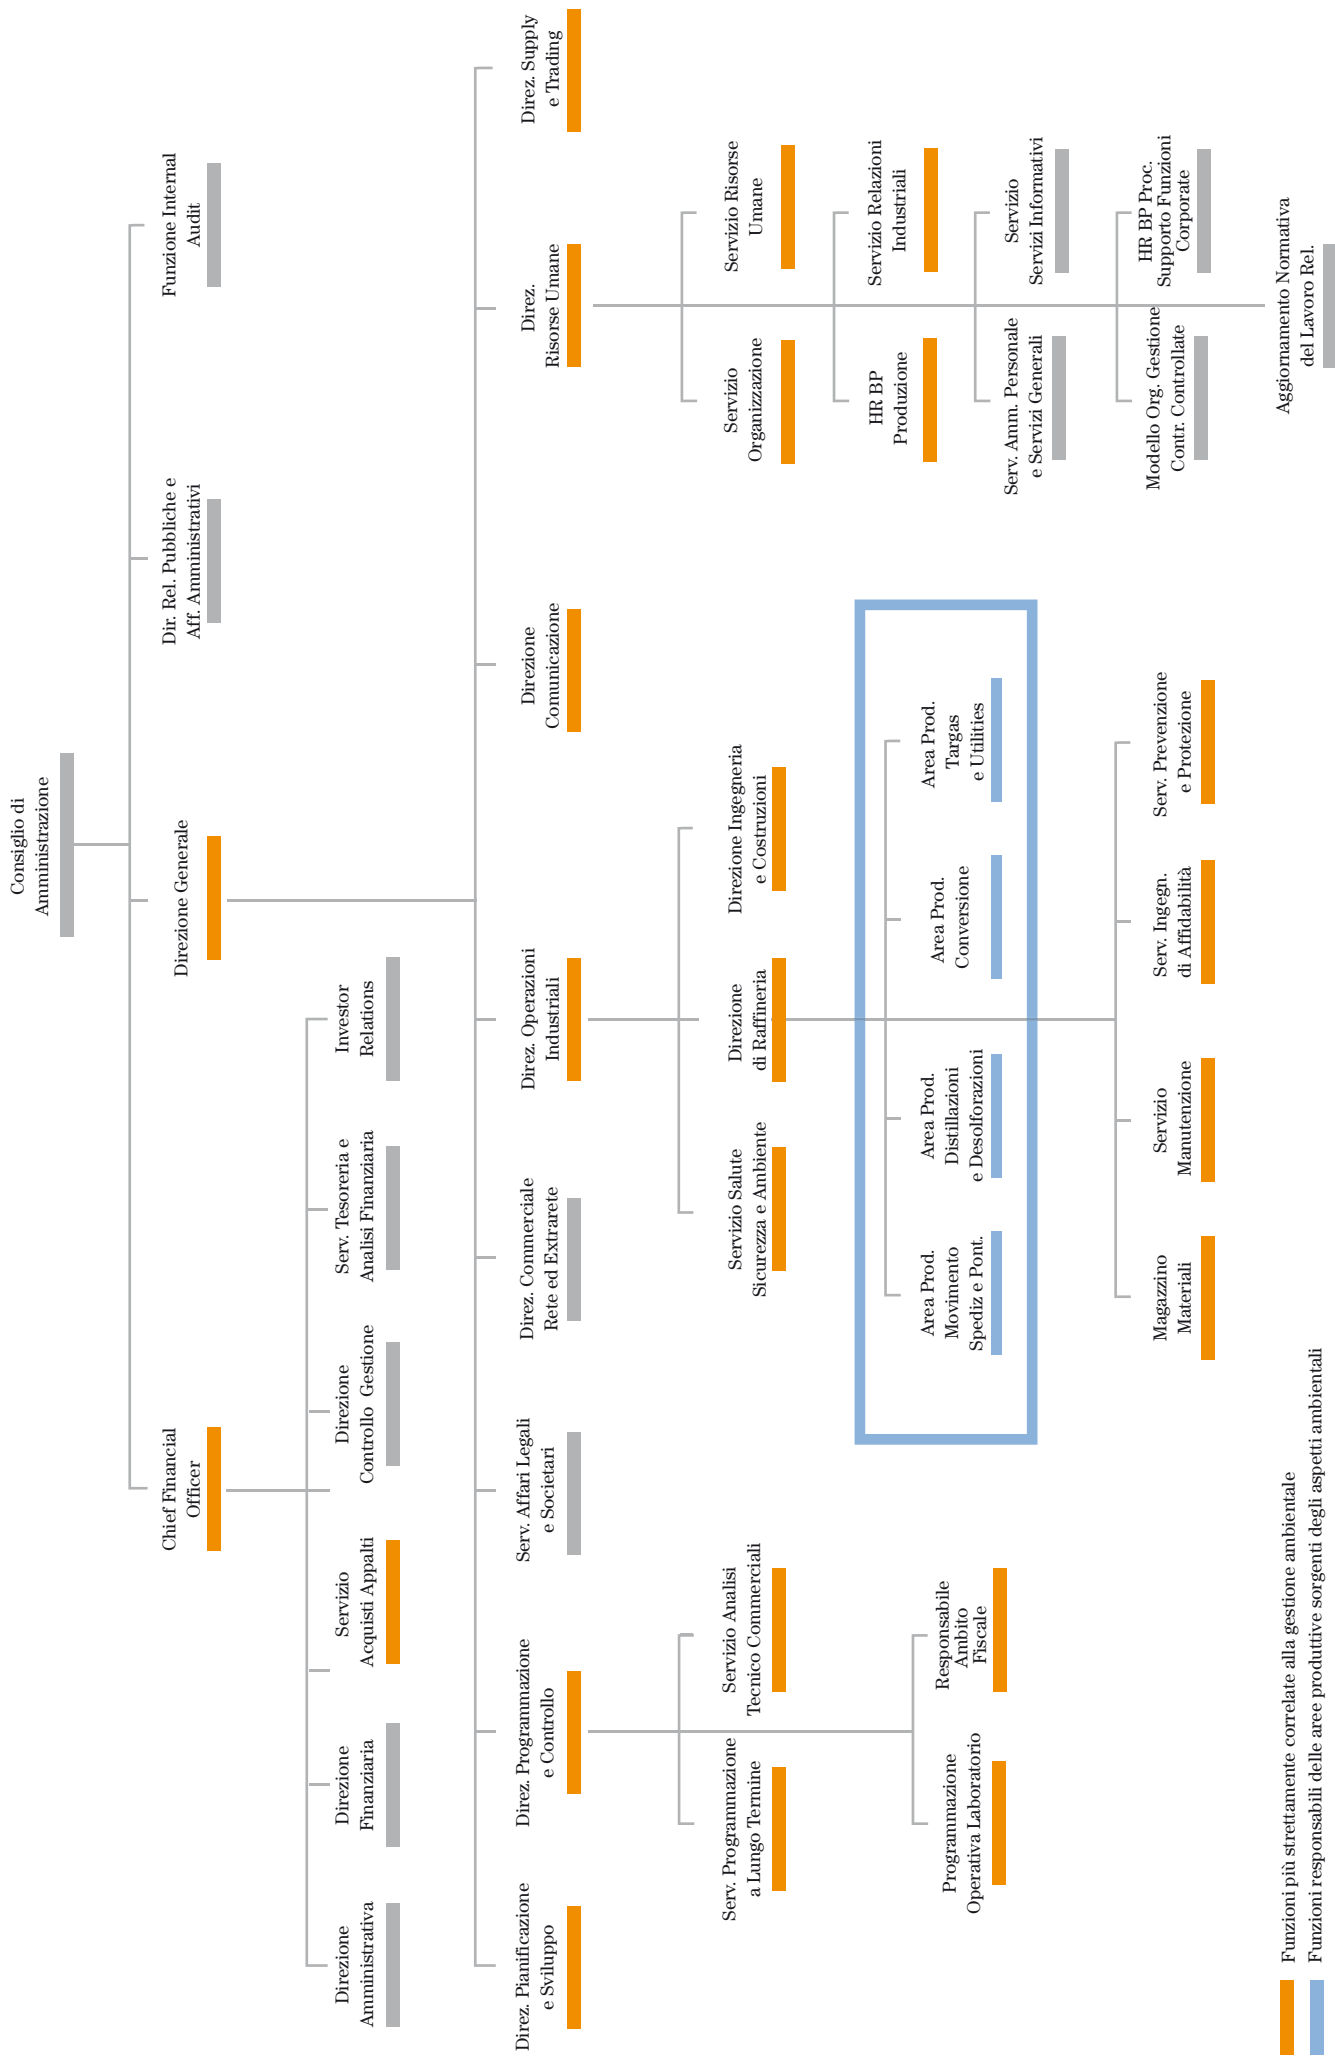 Consiglio di
Amministrazione
Chief Financial
Officer
Direzione Generale
Dir. Rel. Pubbliche e
Aff. Amministrativi
Funzione Internal
Audit
Direzione
Amministrativa
Direzione
Finanziaria
Servizio
Acquisti Appalti
Direzione
Controllo Gestione
Serv. Tesoreria e
Analisi Finanziaria
Investor
Relations
Direz. Pianificazione
e Sviluppo
Direz. Programmazione
e Controllo
Serv. Affari Legali
e Societari
Direz. Commerciale
Rete ed Extrarete
Direz. Operazioni
Industriali
Direzione
Comunicazione
Direz.
Risorse Umane
Direz. Supply
e Trading
Serv. Programmazione
a Lungo Termine
Servizio Analisi
Tecnico Commerciali
Programmazione
Operativa Laboratorio
Responsabile
Ambito
Fiscale
Servizio Salute
Sicurezza e Ambiente
Direzione
di Raffineria
Direzione Ingegneria
e Costruzioni
Area Prod.
Movimento
Spediz e Pont.
Area Prod.
Distillazioni
e Desolforazioni
Area Prod.
Conversione
Area Prod.
Targas
e Utilities
Magazzino
Materiali
Servizio
Manutenzione
Serv. Ingegn.
di Affidabilità
Serv. Prevenzione
e Protezione
Servizio
Organizzazione
Servizio Risorse
Umane
HR BP
Produzione
Servizio Relazioni
Industriali
Serv. Amm. Personale
e Servizi Generali
Servizio
Servizi Informativi
Modello Org. Gestione
Contr. Controllate
HR BP Proc.
Supporto Funzioni
Corporate
Aggiornamento Normativa
del Lavoro Rel.
Funzioni più strettamente correlate alla gestione ambientale
Funzioni responsabili delle aree produttive sorgenti degli aspetti ambientali